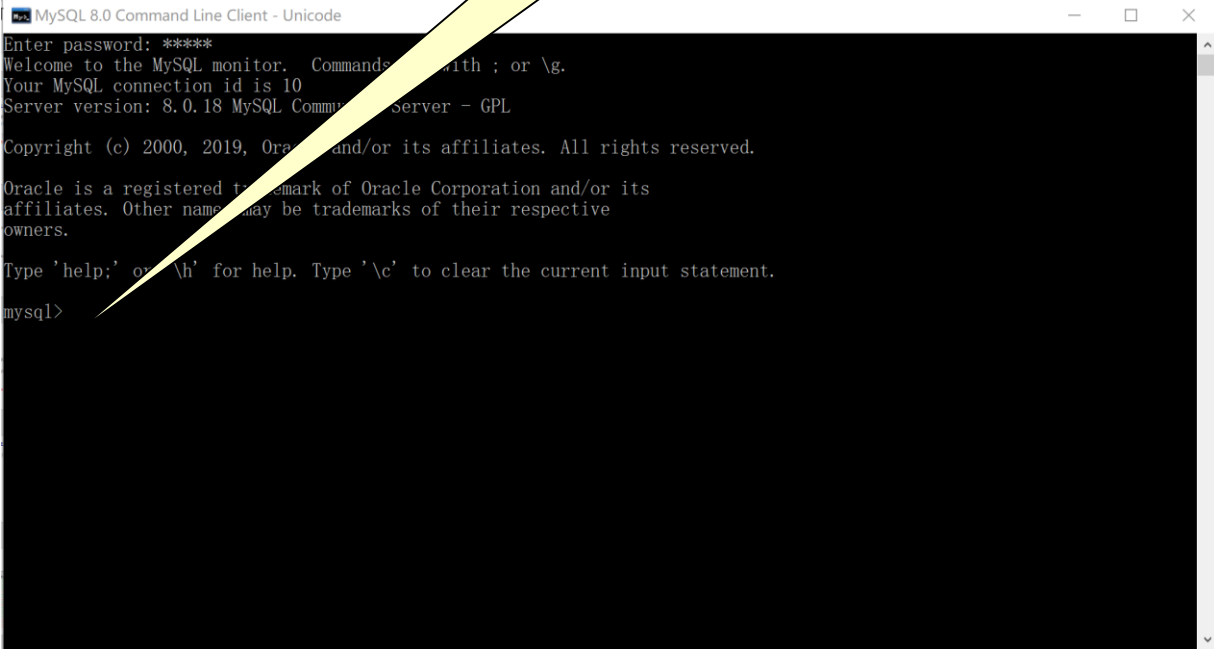 MySQL 8.0 Command Line Client - Unicode
Enter password: *****
Welcome to the MySQL monitor. Commands with ; or \g.
Your MySQL connection id is 10
Server version: 8.0.18 MySQL Server - GPL
Copyright (c) 2000, 2019, and/or its affiliates. All rights reserved.
Oracle is a registered of Oracle Corporation and/or its
affiliates. Other may be trademarks of their respective
owners.
Type 'help;' or '\h' for help. Type '\c' to clear the current input statement.
mysql>